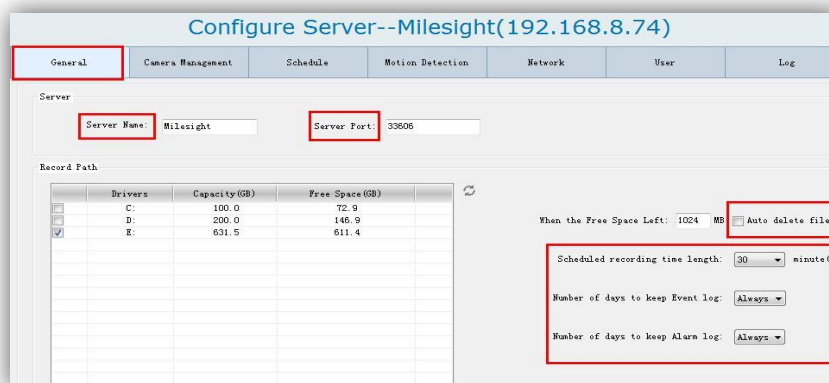 Configure Server--Milesight(192.168.8.74)
General Camera Management Schedule Motion Detection Network User Log
Server
Server Name: Milesight Server Port: 33606
Record Path
Drivers Capacity(GB) Free Space(GB)
C: 100.0 72.9
D: 200.0 146.9
E: 631.5 611.4
When the Free Space Left: 1024 MB Auto delete file
Scheduled recording time length: 30 minute(
Number of days to keep Event log: Always
Number of days to keep Alarm log: Always